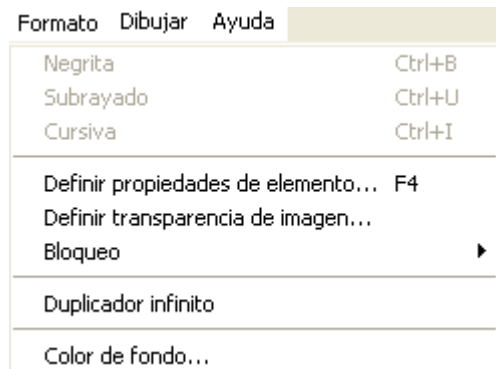 Formato Dibujar Ayuda
Negrita Ctrl+B
Subrayado Ctrl+U
Cursiva Ctrl+I
Definir propiedades de elemento... F4
Definir transparencia de imagen...
Bloqueo
Duplicador infinito
Color de fondo...